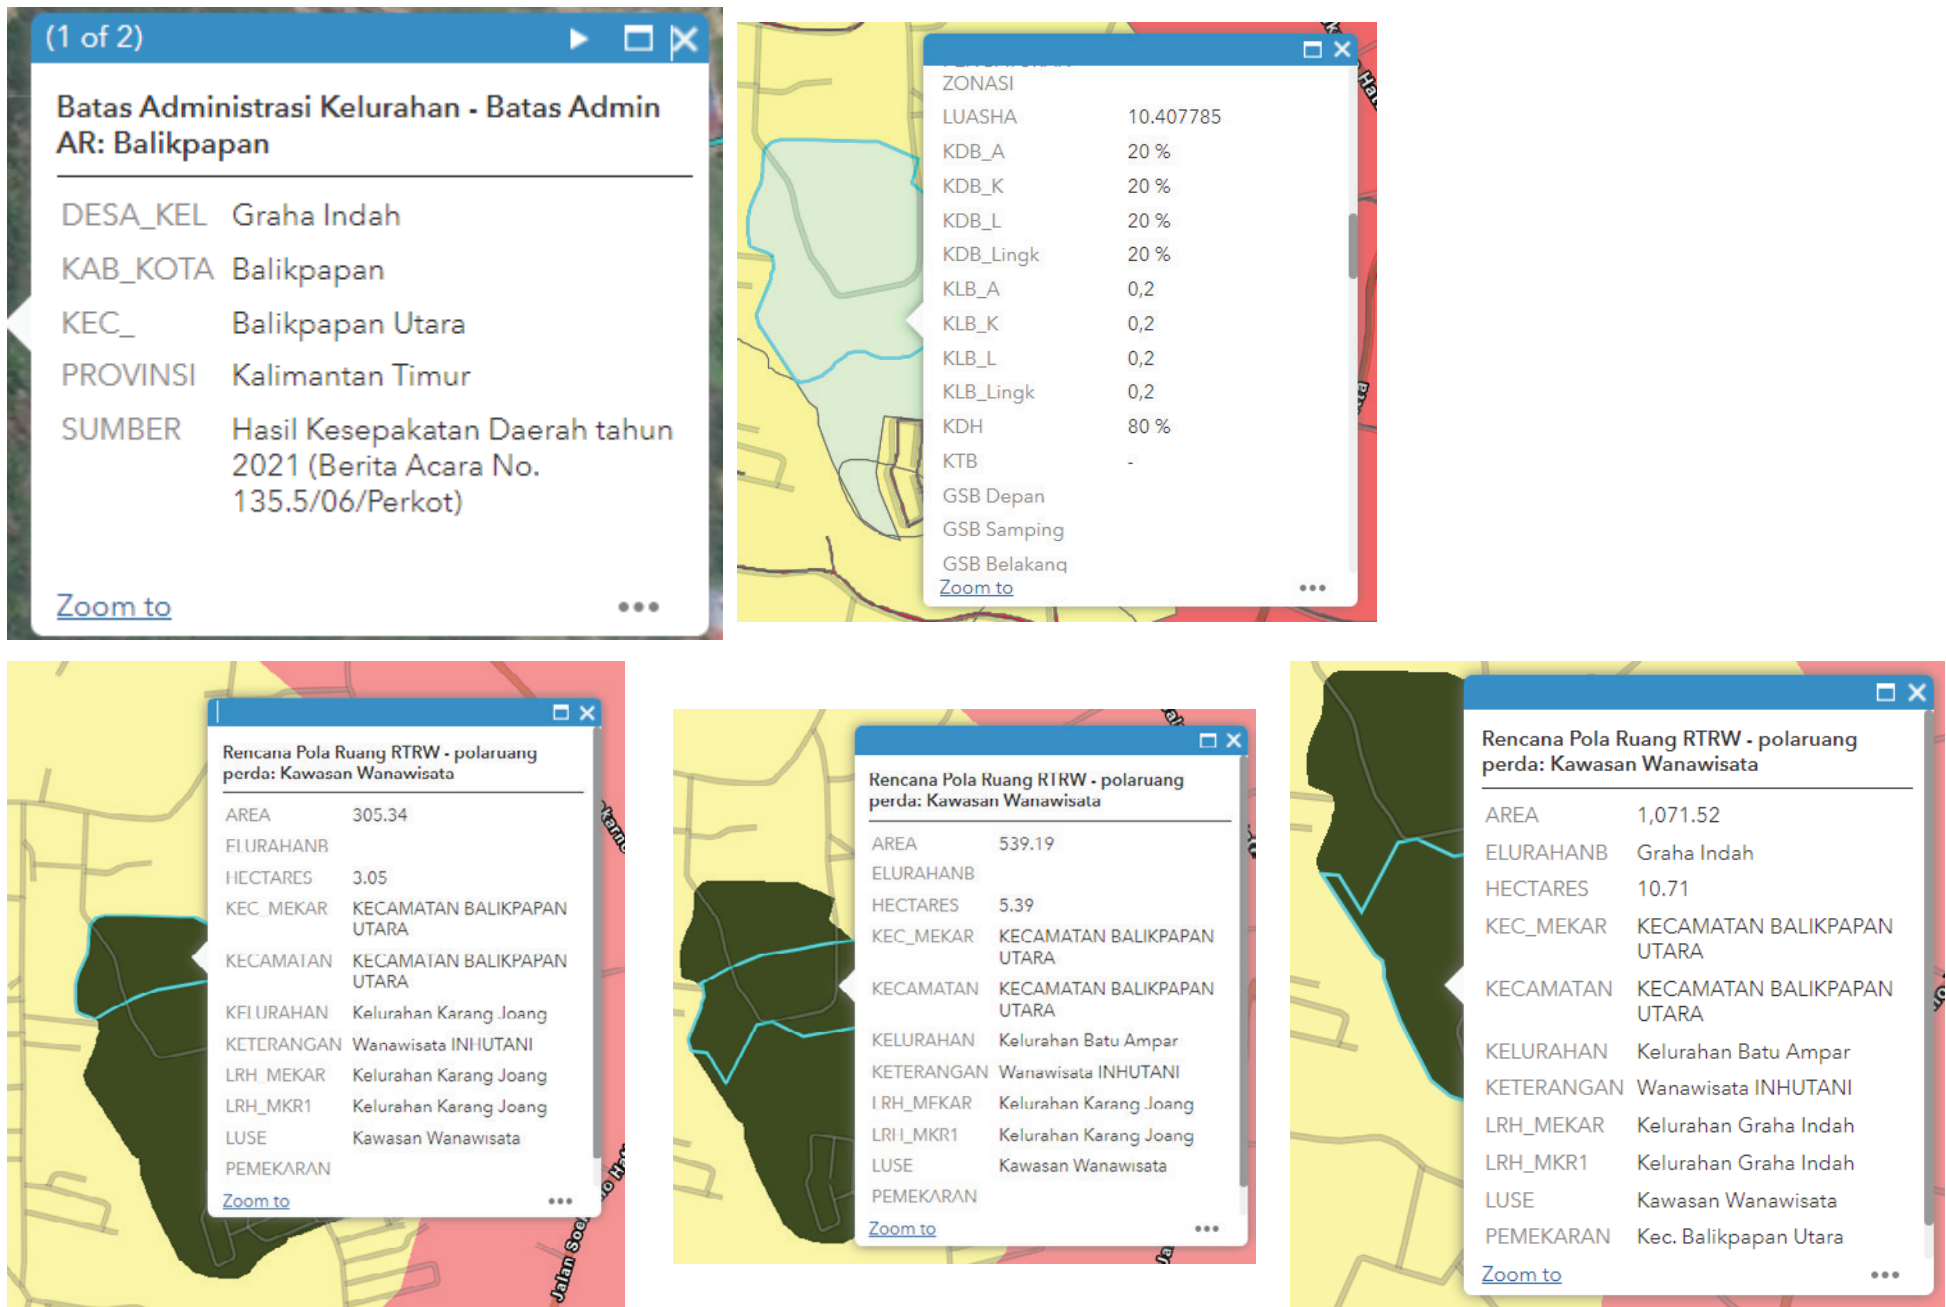 (1 of 2)
Batas Administrasi Kelurahan - Batas Admin
AR: Balikpapan
DESA_KEL Graha Indah
KAB_KOTA Balikpapan
KEC_ Balikpapan Utara
PROVINSI Kalimantan Timur
SUMBER Hasil Kesepakatan Daerah tahun
2021 (Berita Acara No.
135.5/06/Perkot)
Zoom to
ZONASI
LUASHA 10.407785
KDB_A 20 %
KDB_K 20 %
KDB_L 20 %
KDB_Lingk 20 %
KLB_A 0,2
KLB_K 0,2
KLB_L 0,2
KLB_Lingk 0,2
KDH 80 %
KTB -
GSB Depan
GSB Samping
GSB Belakang
Zoom to
Rencana Pola Ruang RTRW - polaruang
perda: Kawasan Wanawisata
AREA 305.34
ELURAHANB
HECTARES 3.05
KEC_MEKAR KECAMATAN BALIKPAPAN
UTARA
KECAMATAN KECAMATAN BALIKPAPAN
UTARA
KELURAHAN Kelurahan Karang Joang
KETERANGAN Wanawisata INHUTANI
LRH_MEKAR Kelurahan Karang Joang
LRH_MKR1 Kelurahan Karang Joang
LUSE Kawasan Wanawisata
PEMEKARAN
Zoom to
Jalan Soe
Rencana Pola Ruang RTRW - polaruang
perda: Kawasan Wanawisata
AREA 539.19
ELURAHANB
HECTARES 5.39
KEC_MEKAR KECAMATAN BALIKPAPAN
UTARA
KECAMATAN KECAMATAN BALIKPAPAN
UTARA
KELURAHAN Kelurahan Batu Ampar
KETERANGAN Wanawisata INHUTANI
LRH_MEKAR Kelurahan Karang Joang
LRH_MKR1 Kelurahan Karang Joang
LUSE Kawasan Wanawisata
PEMEKARAN
Zoom to
Rencana Pola Ruang RTRW - polaruang
perda: Kawasan Wanawisata
AREA 1,071.52
ELURAHANB Graha Indah
HECTARES 10.71
KEC_MEKAR KECAMATAN BALIKPAPAN
UTARA
KECAMATAN KECAMATAN BALIKPAPAN
UTARA
KELURAHAN Kelurahan Batu Ampar
KETERANGAN Wanawisata INHUTANI
LRH_MEKAR Kelurahan Graha Indah
LRH_MKR1 Kelurahan Graha Indah
LUSE Kawasan Wanawisata
PEMEKARAN Kec. Balikpapan Utara
Zoom to